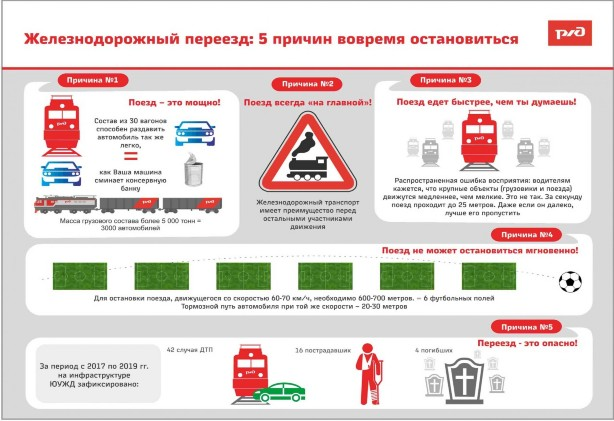 Железнодорожный переезд: 5 причин вовремя остановиться
ржд
Причина №1
Поезд – это мощно!
Состав из 30 вагонов
способен раздавить
автомобиль так же
легко,
=
как Ваша машина
сминает консервную
банку
Масса грузового состава более 5 000 тонн =
3000 автомобилей
Причина №2
Поезд всегда «на главной»!
Железнодорожный транспорт
имеет преимущество перед
остальными участниками
движения
Причина №3
Поезд едет быстрее, чем ты думаешь!
Распространенная ошибка восприятия: водителям
кажется, что крупные объекты (грузовики и поезда)
движутся медленнее, чем мелкие. Это не так. За секунду
поезд проходит до 25 метров. Даже если он далеко,
лучше его пропустить
Причина №4
Поезд не может остановиться мгновенно!
Для остановки поезда, движущегося со скоростью 60-70 км/ч, необходимо 600-700 метров. – 6 футбольных полей
Тормозной путь автомобиля при той же скорости – 20-30 метров
Причина №5
Переезд - это опасно!
За период с 2017 по 2019 гг.
на инфраструктуре
ЮУЖД зафиксировано:
42 случая ДТП
16 пострадавших
4 погибших